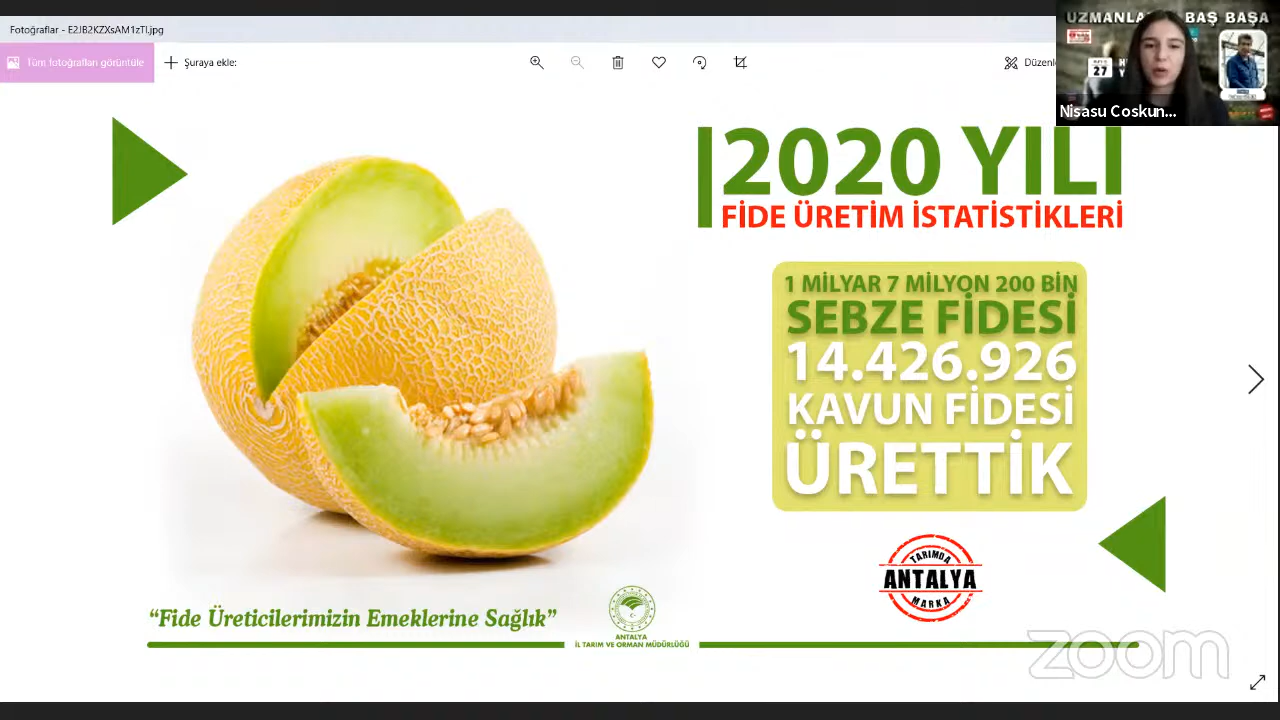 Fotoğraflar - E2JB2KZXsAM1zTI.jpg
Tüm fotoğrafları görüntüle
Şuraya ekle:
UZMANLA BAŞ BAŞA
27
Nisasu Coskun...
2020 YILI
FİDE ÜRETİM İSTATİSTİKLERİ
1 MİLYAR 7 MİLYON 200 BİN
SEBZE FİDESİ
14.426.926
KAVUN FİDESİ
ÜRETTİK
TARIMDA
ANTALYA
MARKA
“Fide Üreticilerimizin Emeklerine Sağlık”
ANTALYA
İL TARIM VE ORMAN MÜDÜRLÜĞÜ
zoom